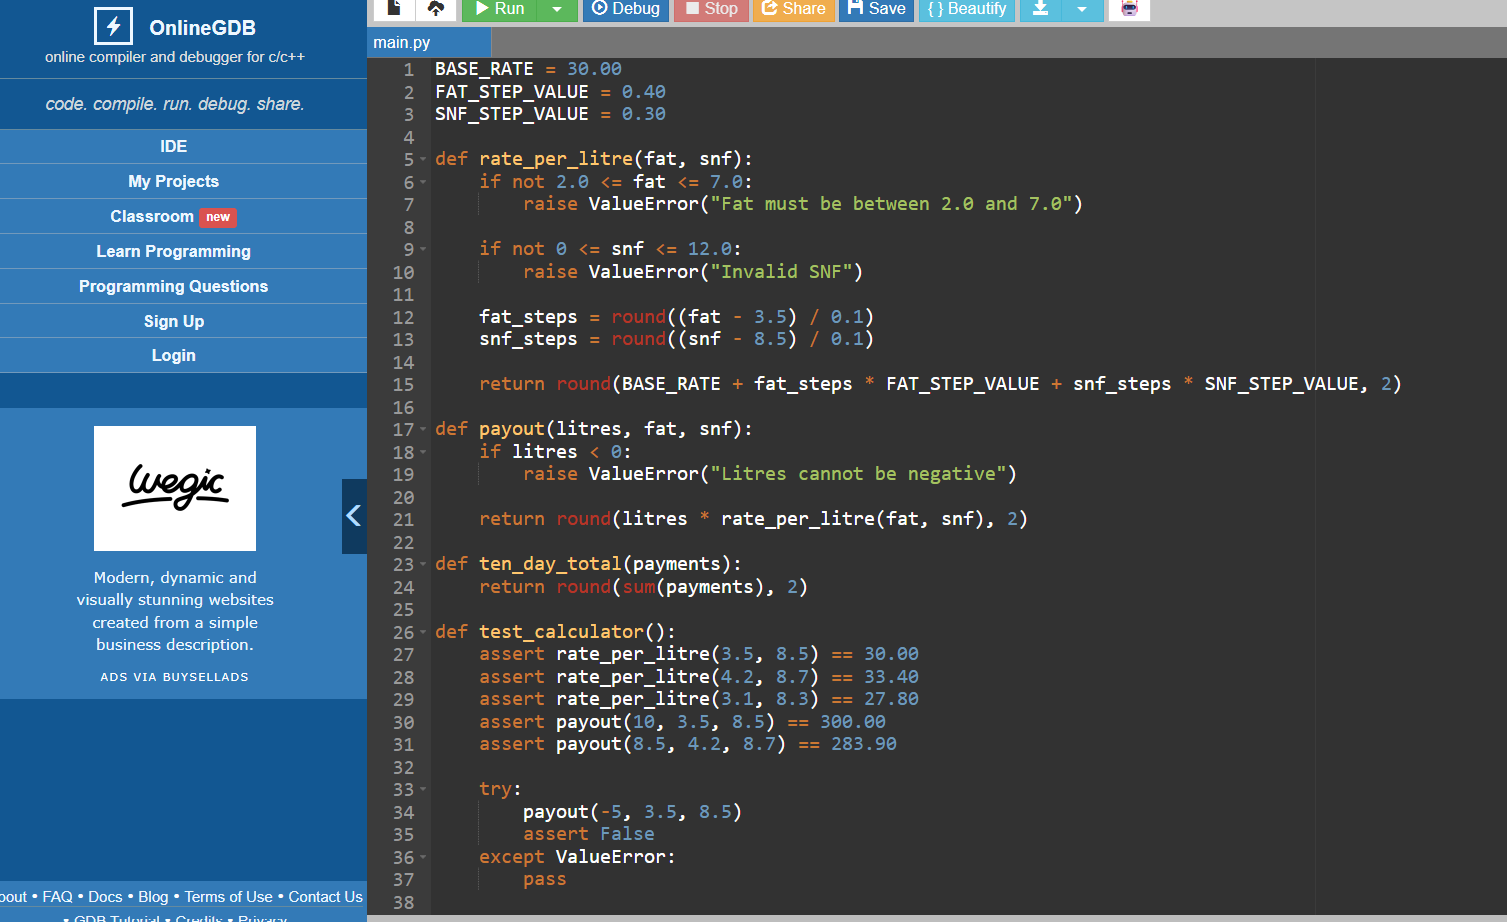 OnlineGDB
online compiler and debugger for c/c++
code. compile. run. debug. share.
IDE
My Projects
Classroom new
Learn Programming
Programming Questions
Sign Up
Login
wegic
Modern, dynamic and
visually stunning websites
created from a simple
business description.
ADS VIA BUYSELLADS
• FAQ • Docs • Blog • Terms of Use • Contact Us
• GDB Tutorial • Credits • Privacy
Run Debug Stop Share Save { } Beautify
main.py
1 BASE_RATE = 30.00
2 FAT_STEP_VALUE = 0.40
3 SNF_STEP_VALUE = 0.30
4
5 def rate_per_litre(fat, snf):
6     if not 2.0 <= fat <= 7.0:
7         raise ValueError("Fat must be between 2.0 and 7.0")
8
9     if not 0 <= snf <= 12.0:
10         raise ValueError("Invalid SNF")
11
12     fat_steps = round((fat - 3.5) / 0.1)
13     snf_steps = round((snf - 8.5) / 0.1)
14
15     return round(BASE_RATE + fat_steps * FAT_STEP_VALUE + snf_steps * SNF_STEP_VALUE, 2)
16
17 def payout(litres, fat, snf):
18     if litres < 0:
19         raise ValueError("Litres cannot be negative")
20
21     return round(litres * rate_per_litre(fat, snf), 2)
22
23 def ten_day_total(payments):
24     return round(sum(payments), 2)
25
26 def test_calculator():
27     assert rate_per_litre(3.5, 8.5) == 30.00
28     assert rate_per_litre(4.2, 8.7) == 33.40
29     assert rate_per_litre(3.1, 8.3) == 27.80
30     assert payout(10, 3.5, 8.5) == 300.00
31     assert payout(8.5, 4.2, 8.7) == 283.90
32
33     try:
34         payout(-5, 3.5, 8.5)
35         assert False
36     except ValueError:
37         pass
38